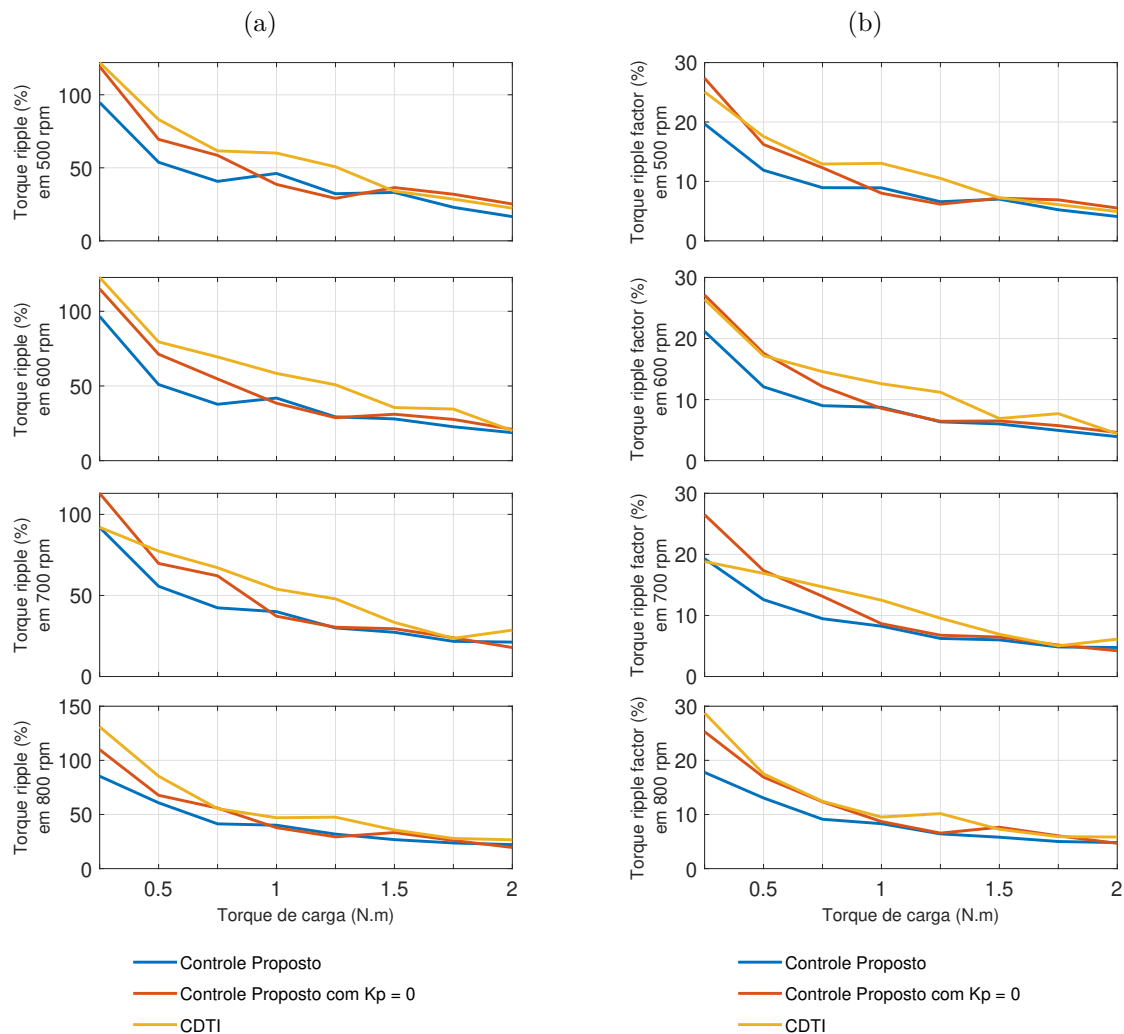 (a)
(b)
Torque ripple (%)
em 500 rpm
100
50
0
Torque ripple factor (%)
em 500 rpm
30
20
10
0
Torque ripple (%)
em 600 rpm
100
50
0
Torque ripple factor (%)
em 600 rpm
30
20
10
0
Torque ripple (%)
em 700 rpm
100
50
0
Torque ripple factor (%)
em 700 rpm
30
20
10
0
Torque ripple (%)
em 800 rpm
150
100
50
0
0.5 1 1.5 2
Torque de carga (N.m)
Torque ripple factor (%)
em 800 rpm
30
20
10
0
0.5 1 1.5 2
Torque de carga (N.m)
Controle Proposto
Controle Proposto com Kp = 0
CDTI
Controle Proposto
Controle Proposto com Kp = 0
CDTI